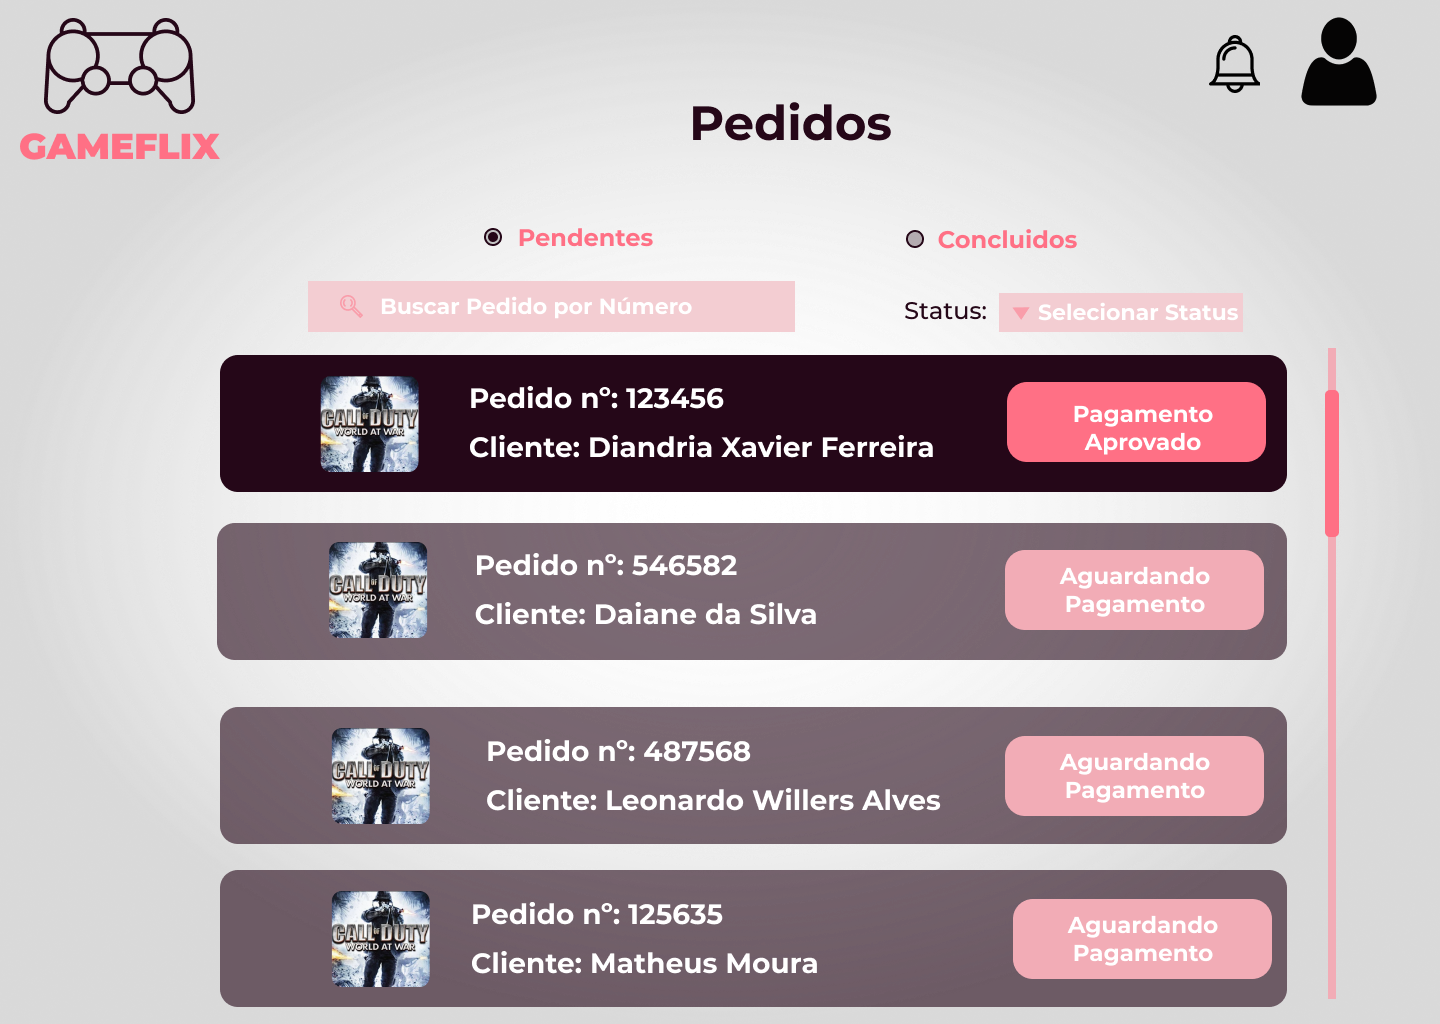 GAMEFLIX
Pedidos
Pendentes
Concluidos
Buscar Pedido por Número
Status:
Selecionar Status
CALL OF DUTY
WORLD AT WAR
Pedido nº: 123456
Cliente: Diandria Xavier Ferreira
Pagamento
Aprovado
CALL OF DUTY
WORLD AT WAR
Pedido nº: 546582
Cliente: Daiane da Silva
Aguardando
Pagamento
CALL OF DUTY
WORLD AT WAR
Pedido nº: 487568
Cliente: Leonardo Willers Alves
Aguardando
Pagamento
CALL OF DUTY
WORLD AT WAR
Pedido nº: 125635
Cliente: Matheus Moura
Aguardando
Pagamento